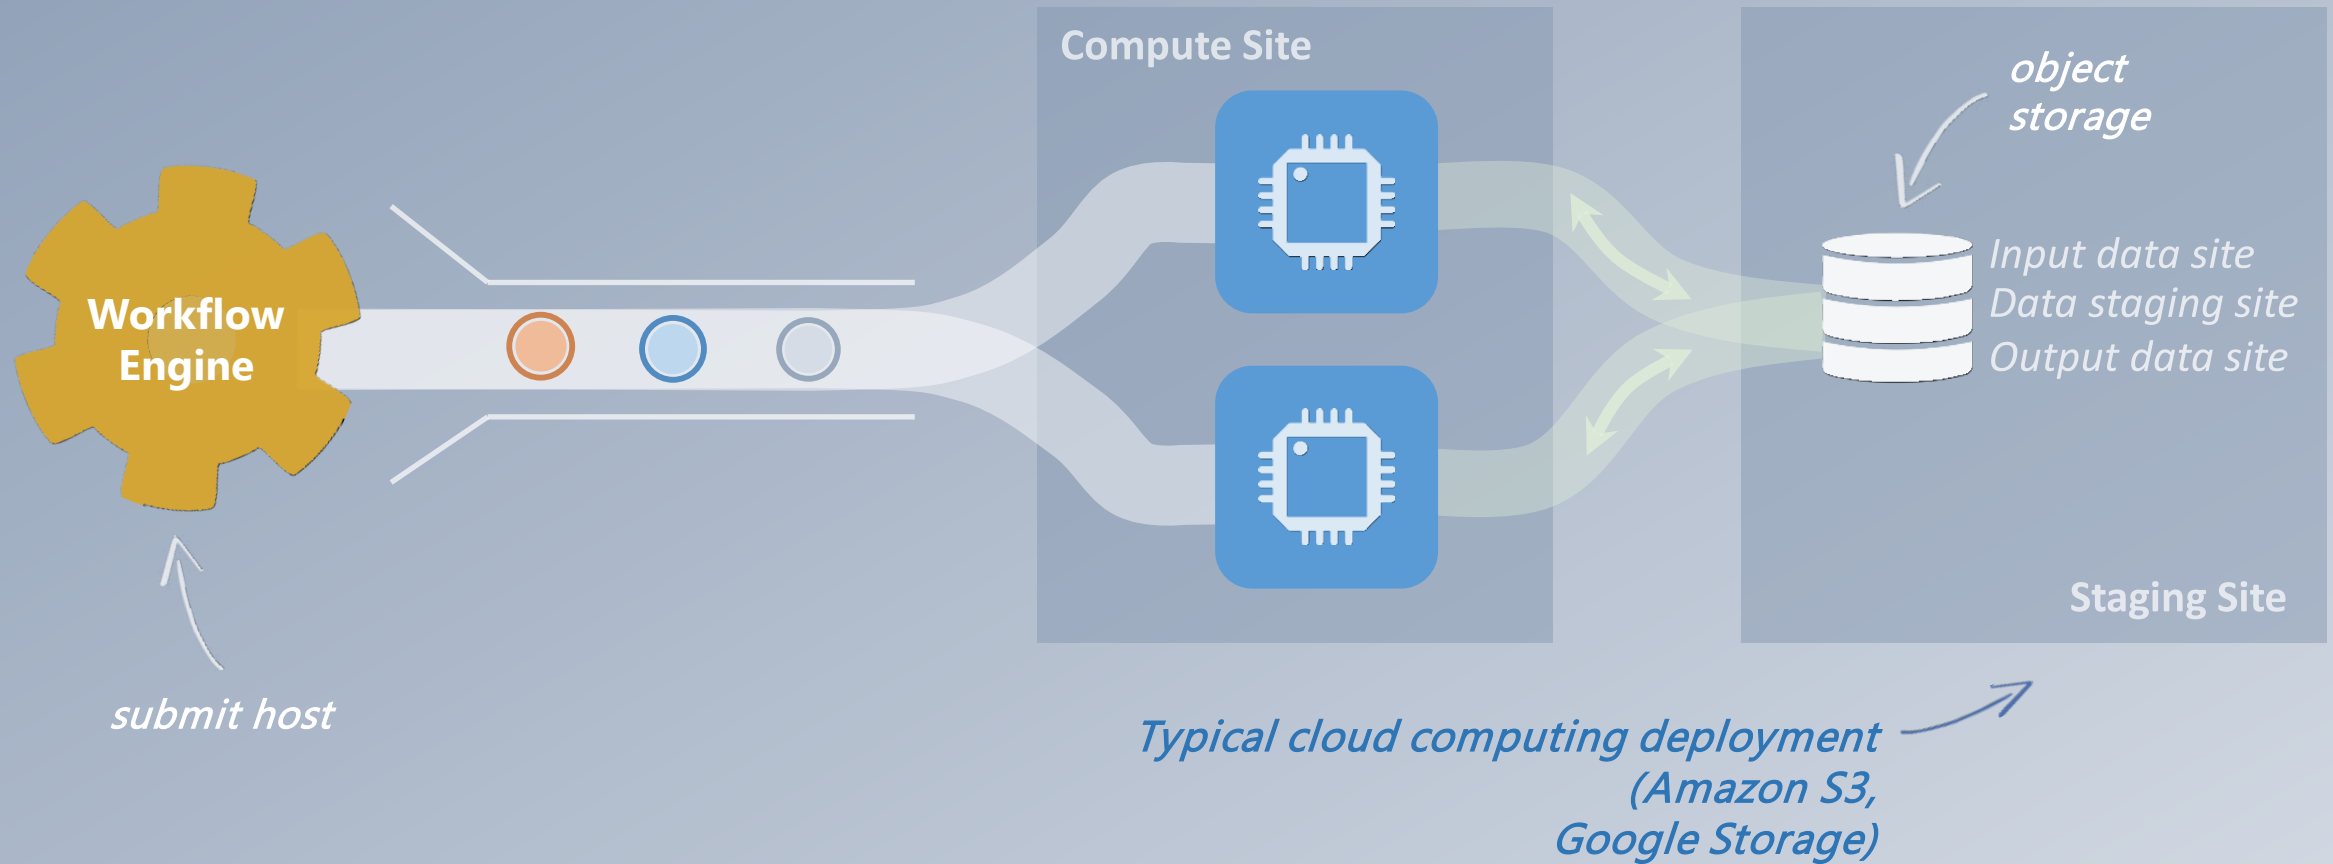 Compute Site
object
storage
Workflow
Engine
Input data site
Data staging site
Output data site
Staging Site
submit host
Typical cloud computing deployment
(Amazon S3,
Google Storage)